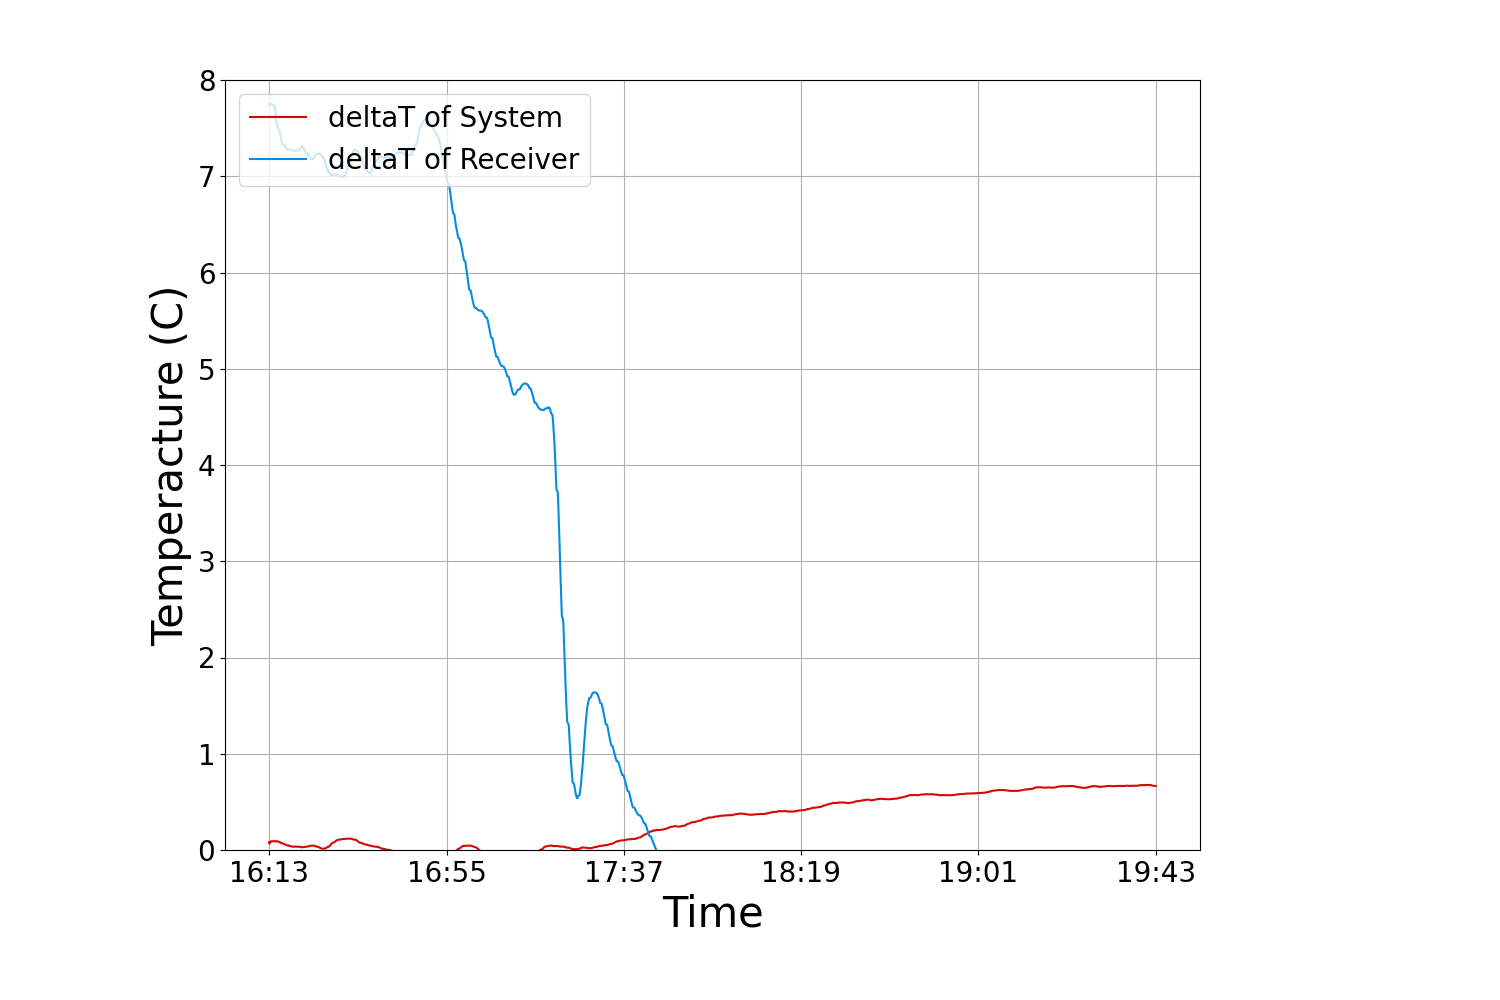 deltaT of System
deltaT of Receiver
Temperacture (C)
8
7
6
5
4
3
2
1
0
16:13 16:55 17:37 18:19 19:01 19:43
Time